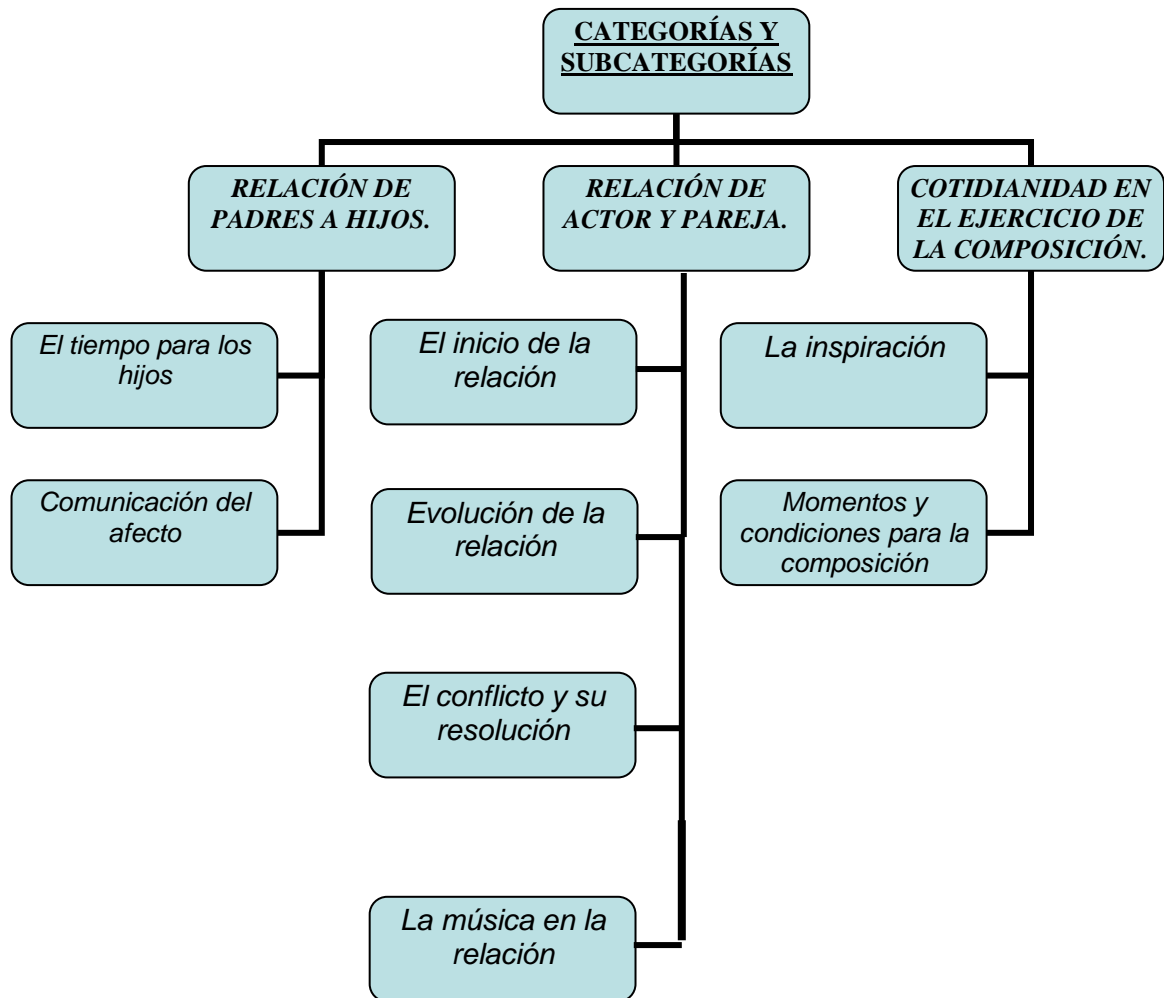 CATEGORÍAS Y
SUBCATEGORÍAS
RELACIÓN DE
PADRES A HIJOS.
RELACIÓN DE
ACTOR Y PAREJA.
COTIDIANIDAD EN
EL EJERCICIO DE
LA COMPOSICIÓN.
El tiempo para los
hijos
Comunicación del
afecto
El inicio de la
relación
Evolución de la
relación
El conflicto y su
resolución
La música en la
relación
La inspiración
Momentos y
condiciones para la
composición